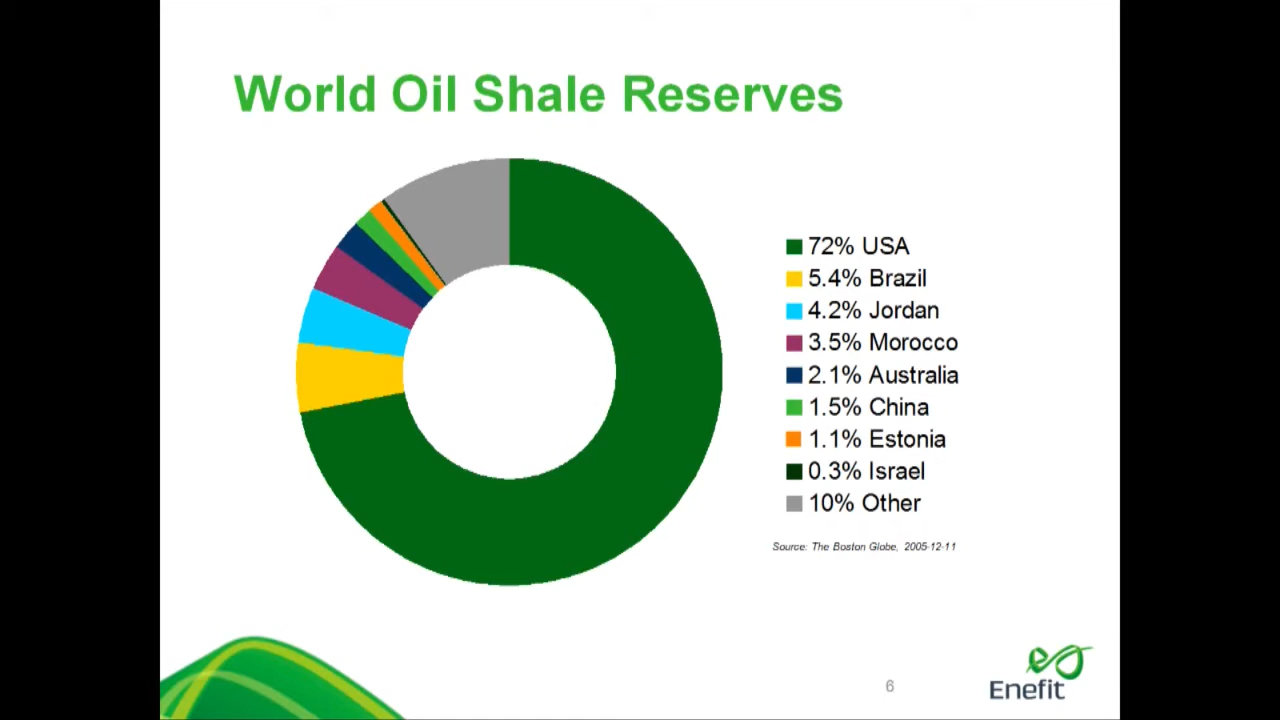 World Oil Shale Reserves
72% USA
5.4% Brazil
4.2% Jordan
3.5% Morocco
2.1% Australia
1.5% China
1.1% Estonia
0.3% Israel
10% Other
Source: The Boston Globe, 2005-12-11
6
Enefit